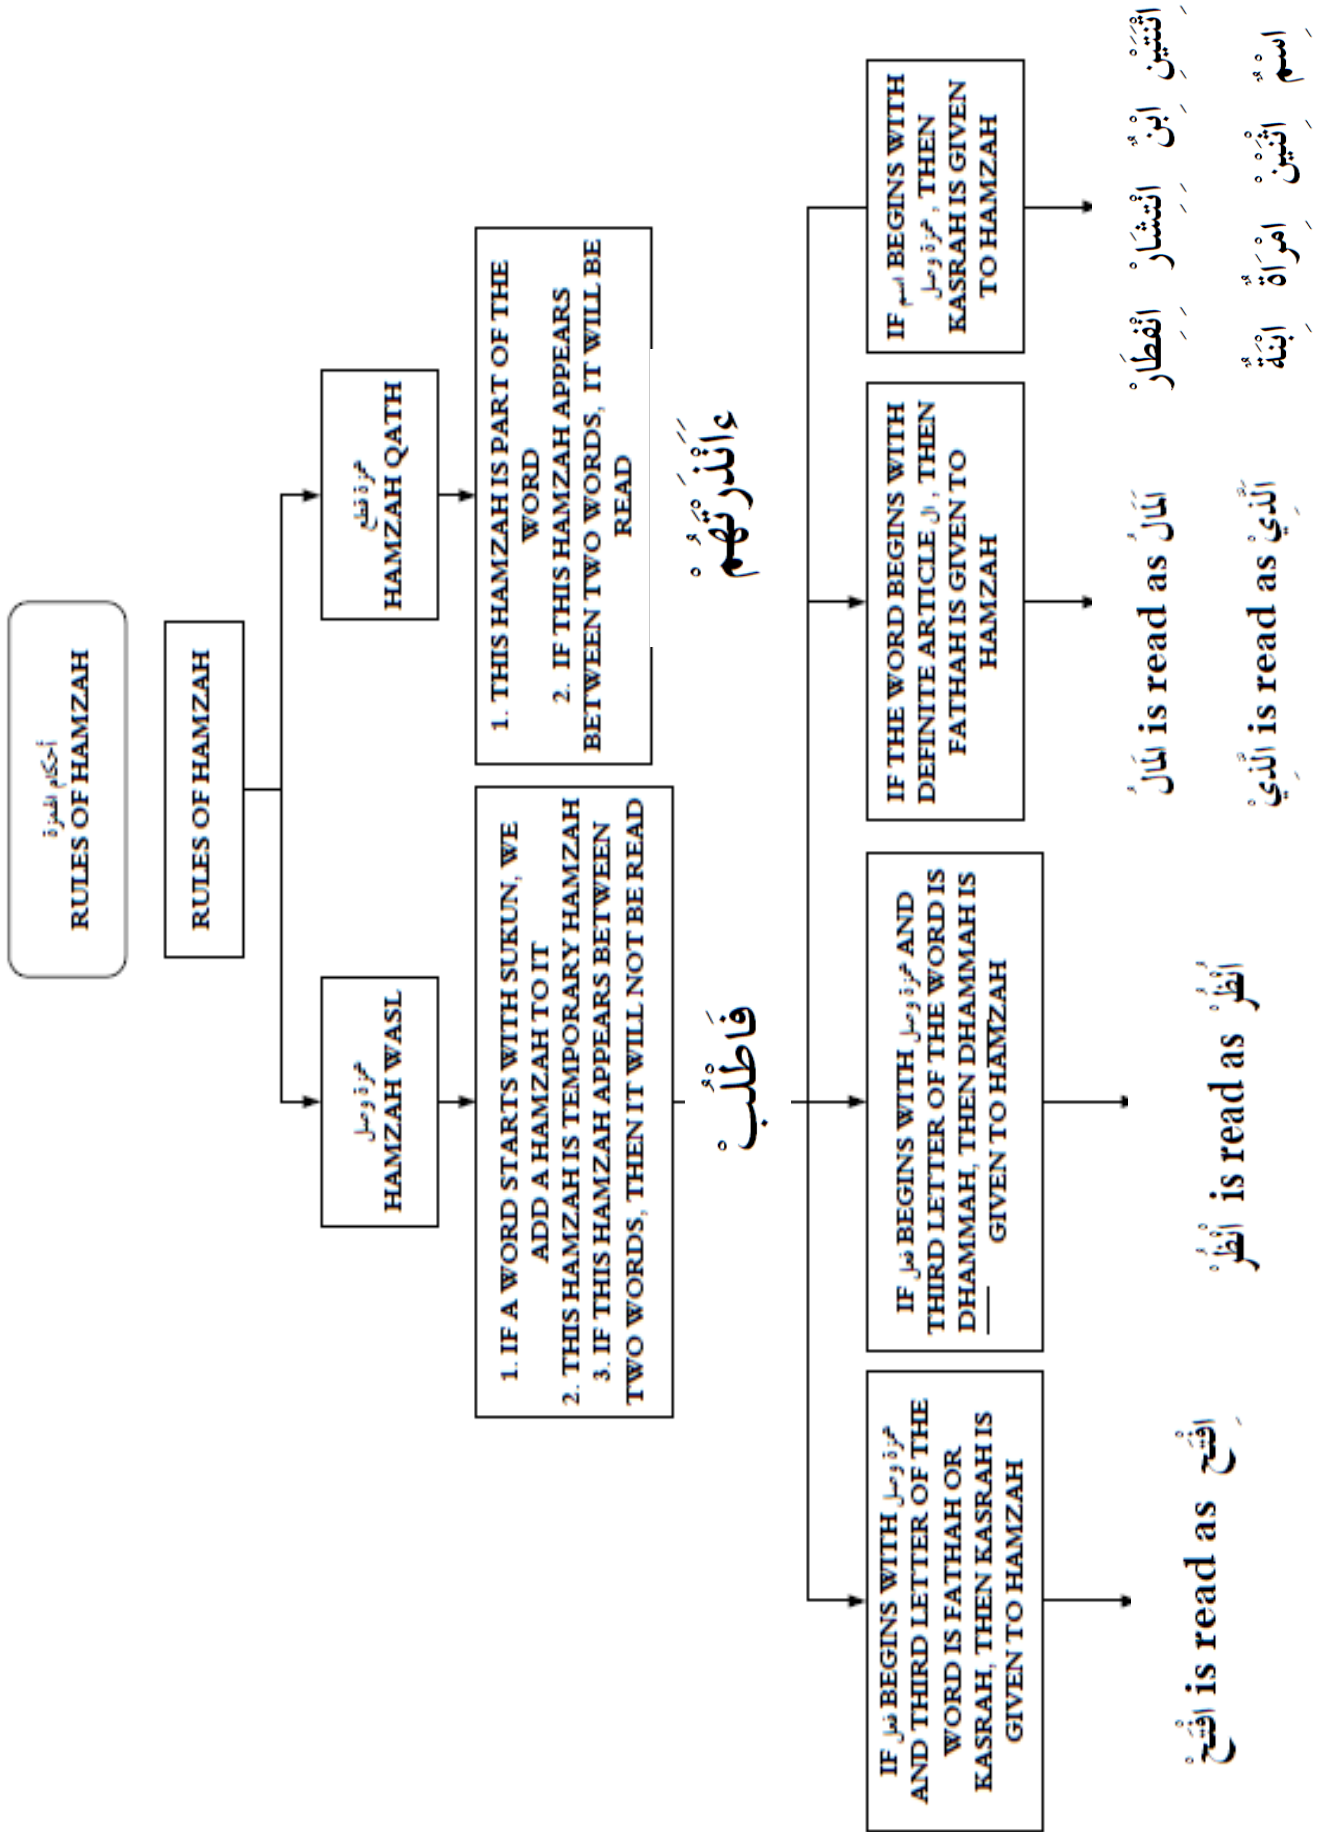 أحكام الهمزة
RULES OF HAMZAH
RULES OF HAMZAH
همزة وصل
HAMZAH WASL
همزة قطع
HAMZAH QATH
1. IF A WORD STARTS WITH SUKUN, WE
ADD A HAMZAH TO IT
2. THIS HAMZAH IS TEMPORARY HAMZAH
3. IF THIS HAMZAH APPEARS BETWEEN
TWO WORDS, THEN IT WILL NOT BE READ
1. THIS HAMZAH IS PART OF THE
WORD
2. IF THIS HAMZAH APPEARS
BETWEEN TWO WORDS, IT WILL BE
READ
فَاطْلُبْ
ءَاَنْذَرْتَهُمْ
IF فعل BEGINS WITH همزة وصل
AND THIRD LETTER OF THE
WORD IS FATHAH OR
KASRAH, THEN KASRAH IS
GIVEN TO HAMZAH
IF فعل BEGINS WITH همزة وصل AND
THIRD LETTER OF THE WORD IS
DHAMMAH, THEN DHAMMAH IS
GIVEN TO HAMZAH
IF THE WORD BEGINS WITH
DEFINITE ARTICLE ال, THEN
FATHAH IS GIVEN TO
HAMZAH
IF اسم BEGINS WITH
همزة وصل, THEN
KASRAH IS GIVEN
TO HAMZAH
افْتَحْ is read as اِفْتَحْ
انْظُرْ is read as اُنْظُرْ
المَالُ is read as اَلمَالُ
الَّذِيْ is read as اَلَّذِيْ
اِنْفِطَارْ اِنْتِشَارْ اِبْنٌ اِثْنَتَيْنِ
اِبْنَةٌ اِمْرَاَةٌ اِثْنَيْنْ اِسْمٌ